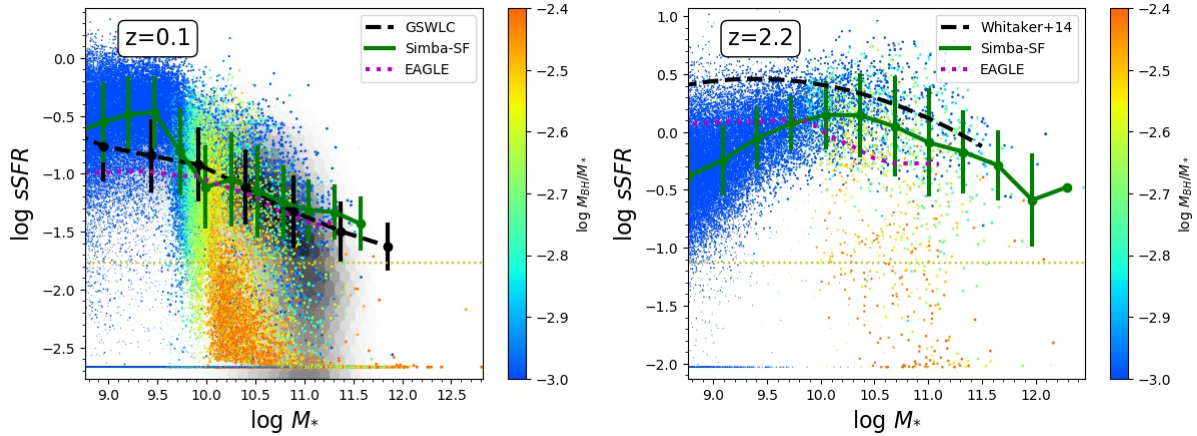 z=0.1
GSWLC
Simba-SF
EAGLE
0.0
−0.5
−1.0
−1.5
−2.0
−2.5
log sSFR
9.0 9.5 10.0 10.5 11.0 11.5 12.0 12.5
log M*
−2.4
−2.5
−2.6
−2.7
−2.8
−2.9
−3.0
log MBH/M*
z=2.2
Whitaker+14
Simba-SF
EAGLE
1.0
0.5
0.0
−0.5
−1.0
−1.5
−2.0
log sSFR
9.0 9.5 10.0 10.5 11.0 11.5 12.0
log M*
−2.4
−2.5
−2.6
−2.7
−2.8
−2.9
−3.0
log MBH/M*